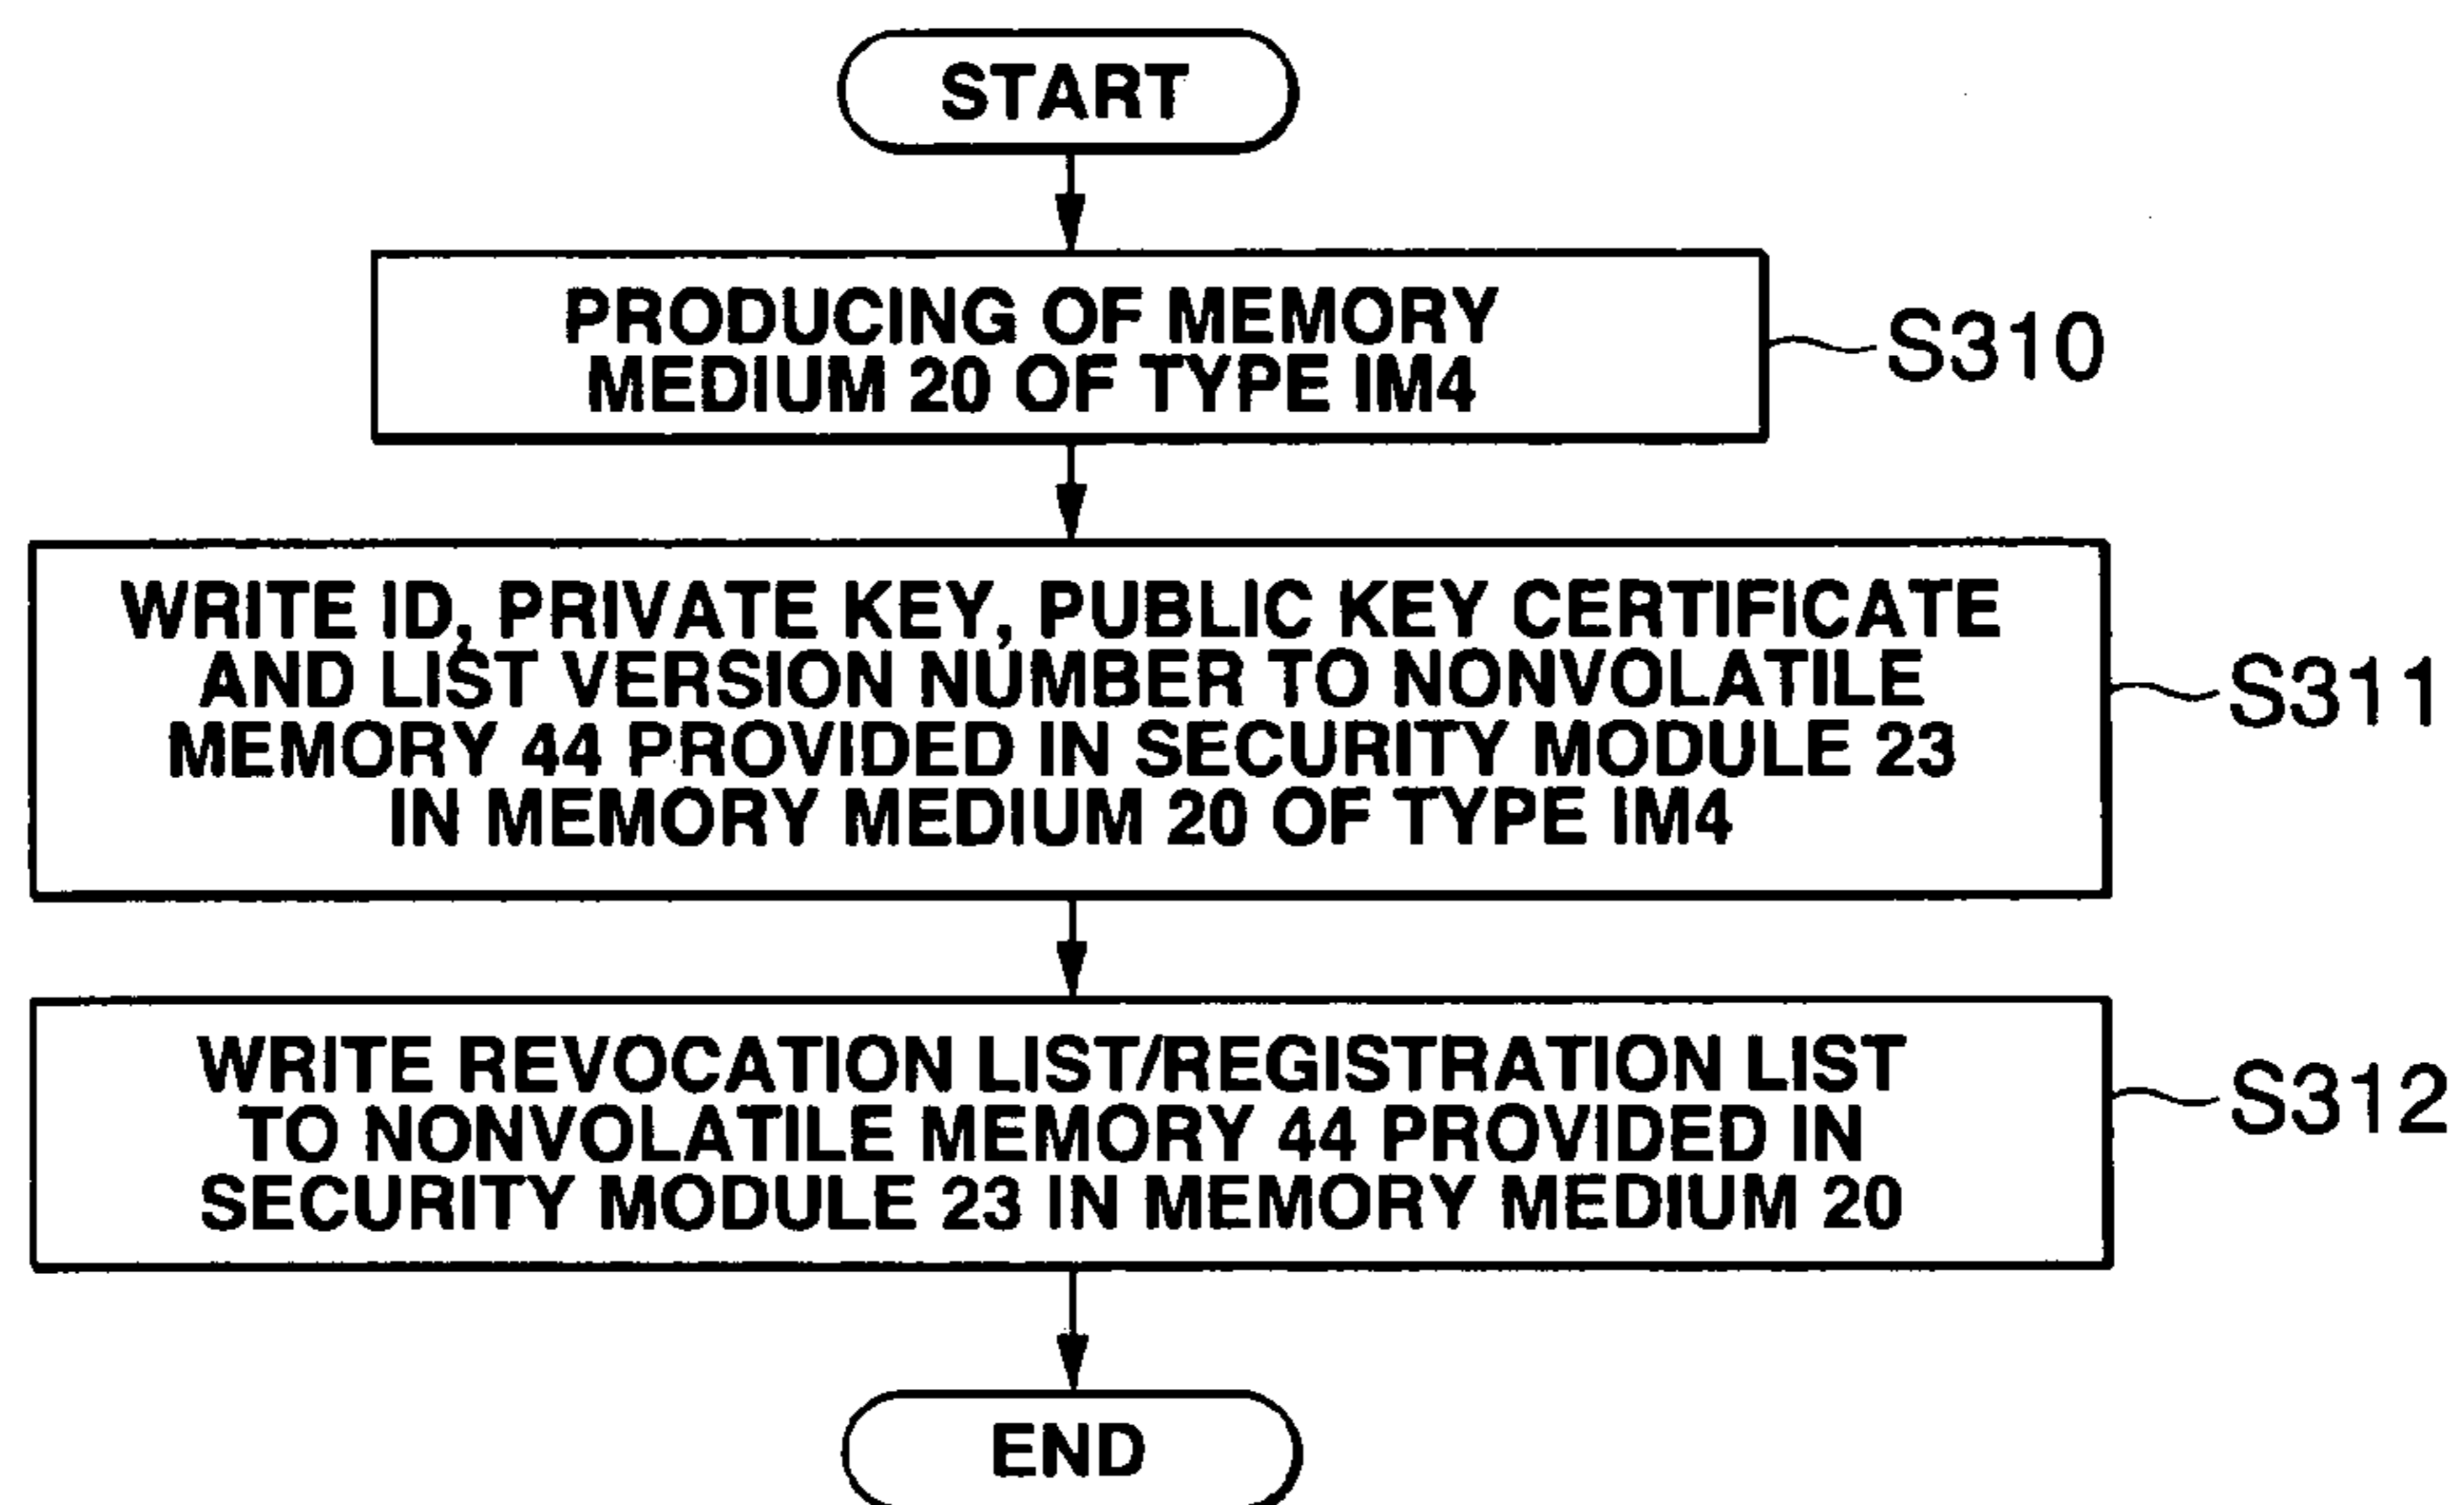 START
PRODUCING OF MEMORY
MEDIUM 20 OF TYPE IM4
S310
WRITE ID, PRIVATE KEY, PUBLIC KEY CERTIFICATE
AND LIST VERSION NUMBER TO NONVOLATILE
MEMORY 44 PROVIDED IN SECURITY MODULE 23
IN MEMORY MEDIUM 20 OF TYPE IM4
S311
WRITE REVOCATION LIST/REGISTRATION LIST
TO NONVOLATILE MEMORY 44 PROVIDED IN
SECURITY MODULE 23 IN MEMORY MEDIUM 20
S312
END